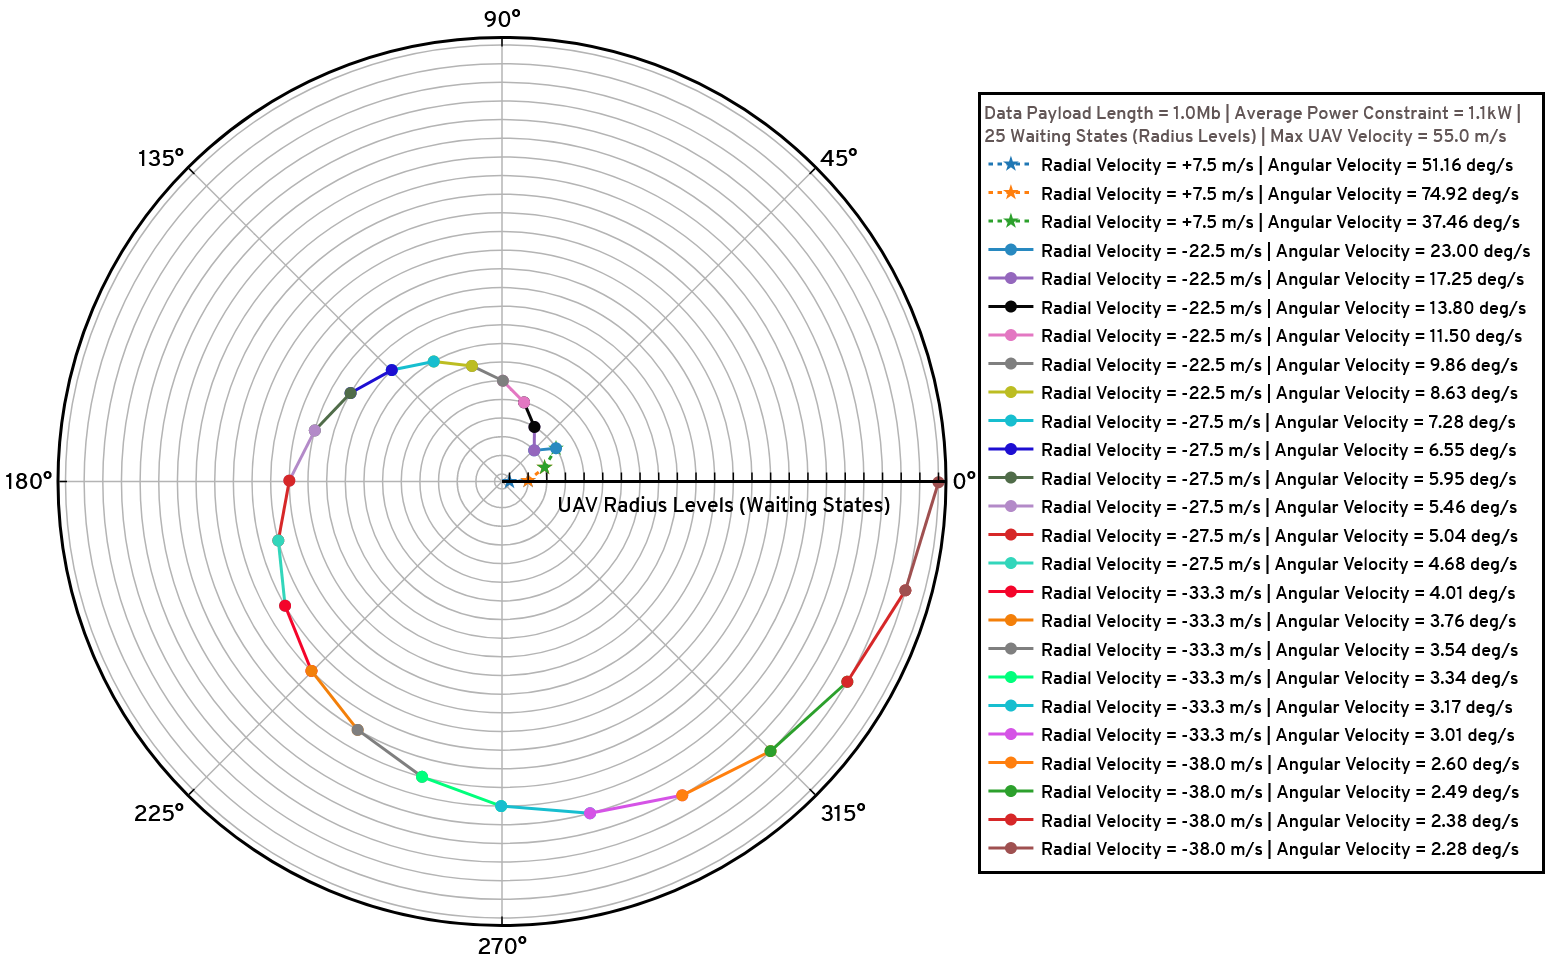 90°
135°
45°
180°
0°
UAV Radius Levels (Waiting States)
225°
315°
270°
Data Payload Length = 1.0Mb | Average Power Constraint = 1.1kW |
25 Waiting States (Radius Levels) | Max UAV Velocity = 55.0 m/s
Radial Velocity = +7.5 m/s | Angular Velocity = 51.16 deg/s
Radial Velocity = +7.5 m/s | Angular Velocity = 74.92 deg/s
Radial Velocity = +7.5 m/s | Angular Velocity = 37.46 deg/s
Radial Velocity = -22.5 m/s | Angular Velocity = 23.00 deg/s
Radial Velocity = -22.5 m/s | Angular Velocity = 17.25 deg/s
Radial Velocity = -22.5 m/s | Angular Velocity = 13.80 deg/s
Radial Velocity = -22.5 m/s | Angular Velocity = 11.50 deg/s
Radial Velocity = -22.5 m/s | Angular Velocity = 9.86 deg/s
Radial Velocity = -22.5 m/s | Angular Velocity = 8.63 deg/s
Radial Velocity = -27.5 m/s | Angular Velocity = 7.28 deg/s
Radial Velocity = -27.5 m/s | Angular Velocity = 6.55 deg/s
Radial Velocity = -27.5 m/s | Angular Velocity = 5.95 deg/s
Radial Velocity = -27.5 m/s | Angular Velocity = 5.46 deg/s
Radial Velocity = -27.5 m/s | Angular Velocity = 5.04 deg/s
Radial Velocity = -27.5 m/s | Angular Velocity = 4.68 deg/s
Radial Velocity = -33.3 m/s | Angular Velocity = 4.01 deg/s
Radial Velocity = -33.3 m/s | Angular Velocity = 3.76 deg/s
Radial Velocity = -33.3 m/s | Angular Velocity = 3.54 deg/s
Radial Velocity = -33.3 m/s | Angular Velocity = 3.34 deg/s
Radial Velocity = -33.3 m/s | Angular Velocity = 3.17 deg/s
Radial Velocity = -33.3 m/s | Angular Velocity = 3.01 deg/s
Radial Velocity = -38.0 m/s | Angular Velocity = 2.60 deg/s
Radial Velocity = -38.0 m/s | Angular Velocity = 2.49 deg/s
Radial Velocity = -38.0 m/s | Angular Velocity = 2.38 deg/s
Radial Velocity = -38.0 m/s | Angular Velocity = 2.28 deg/s